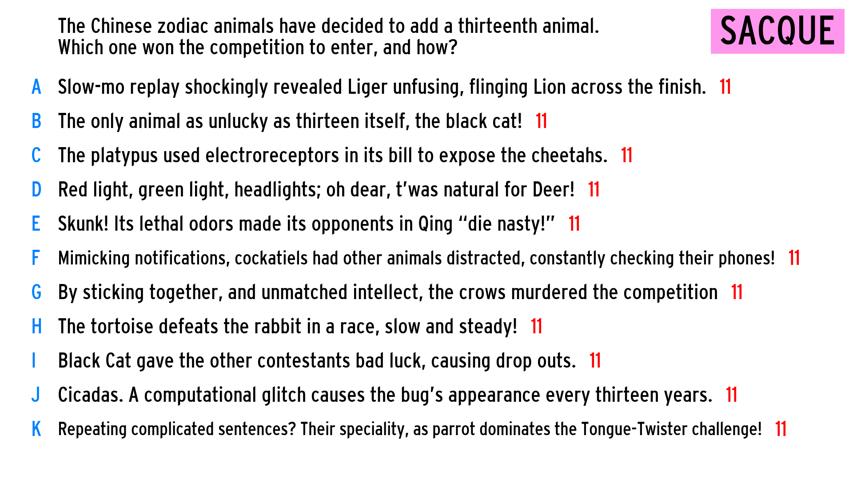 The Chinese zodiac animals have decided to add a thirteenth animal.
Which one won the competition to enter, and how?
SACQUE
A Slow-mo replay shockingly revealed Liger unfusing, flinging Lion across the finish. 11
B The only animal as unlucky as thirteen itself, the black cat! 11
C The platypus used electroreceptors in its bill to expose the cheetahs. 11
D Red light, green light, headlights; oh dear, t'was natural for Deer! 11
E Skunk! Its lethal odors made its opponents in Qing “die nasty!” 11
F Mimicking notifications, cockatiels had other animals distracted, constantly checking their phones! 11
G By sticking together, and unmatched intellect, the crows murdered the competition 11
H The tortoise defeats the rabbit in a race, slow and steady! 11
I Black Cat gave the other contestants bad luck, causing drop outs. 11
J Cicadas. A computational glitch causes the bug's appearance every thirteen years. 11
K Repeating complicated sentences? Their speciality, as parrot dominates the Tongue-Twister challenge! 11